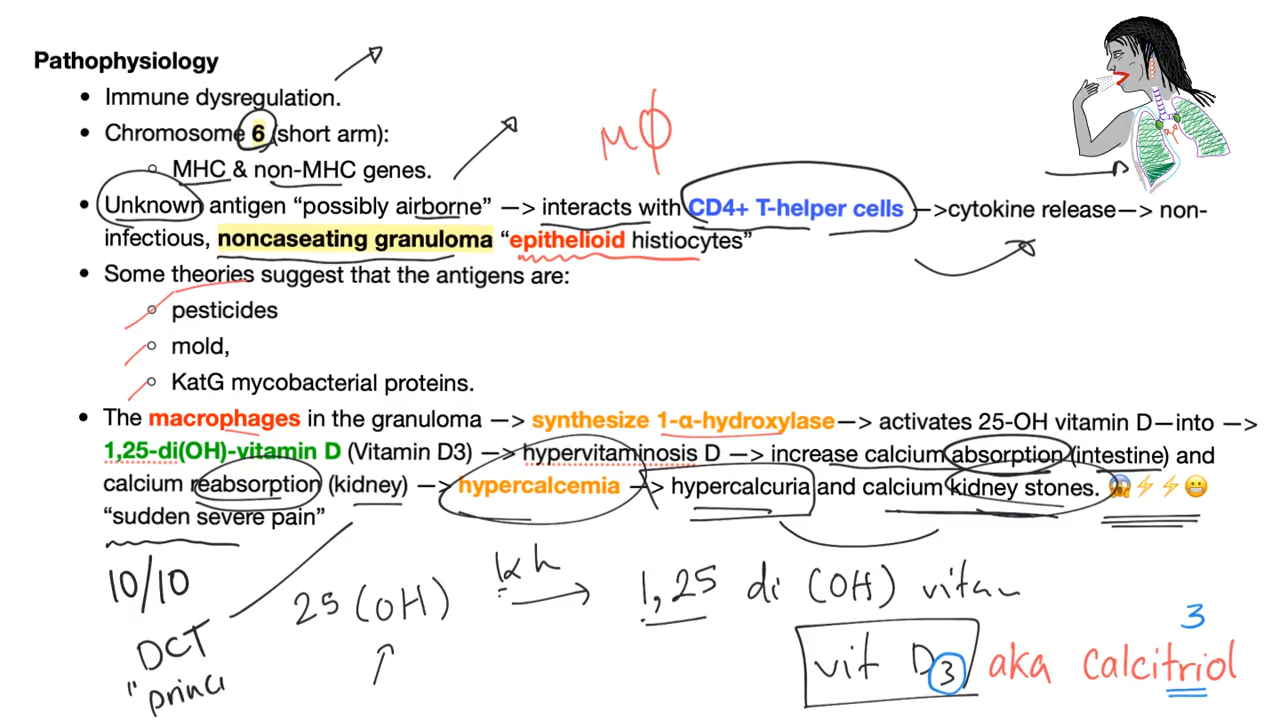 Pathophysiology
• Immune dysregulation.
• Chromosome 6 (short arm):
◦ MHC & non-MHC genes.
Mϕ
• Unknown antigen “possibly airborne” —> interacts with CD4+ T-helper cells —>cytokine release—> non-
infectious, noncaseating granuloma “epithelioid histiocytes”
• Some theories suggest that the antigens are:
◦ pesticides
◦ mold,
◦ KatG mycobacterial proteins.
• The macrophages in the granuloma —> synthesize 1-α-hydroxylase—> activates 25-OH vitamin D—into —>
1,25-di(OH)-vitamin D (Vitamin D3) —> hypervitaminosis D —> increase calcium absorption (intestine) and
calcium reabsorption (kidney) —> hypercalcemia —> hypercalcuria and calcium kidney stones. 😱⚡⚡😬
“sudden severe pain”
10/10
25 (OH) 1αh → 1,25 di (OH) vitam
DCT
"princi
3
vit D3 aka Calcitriol